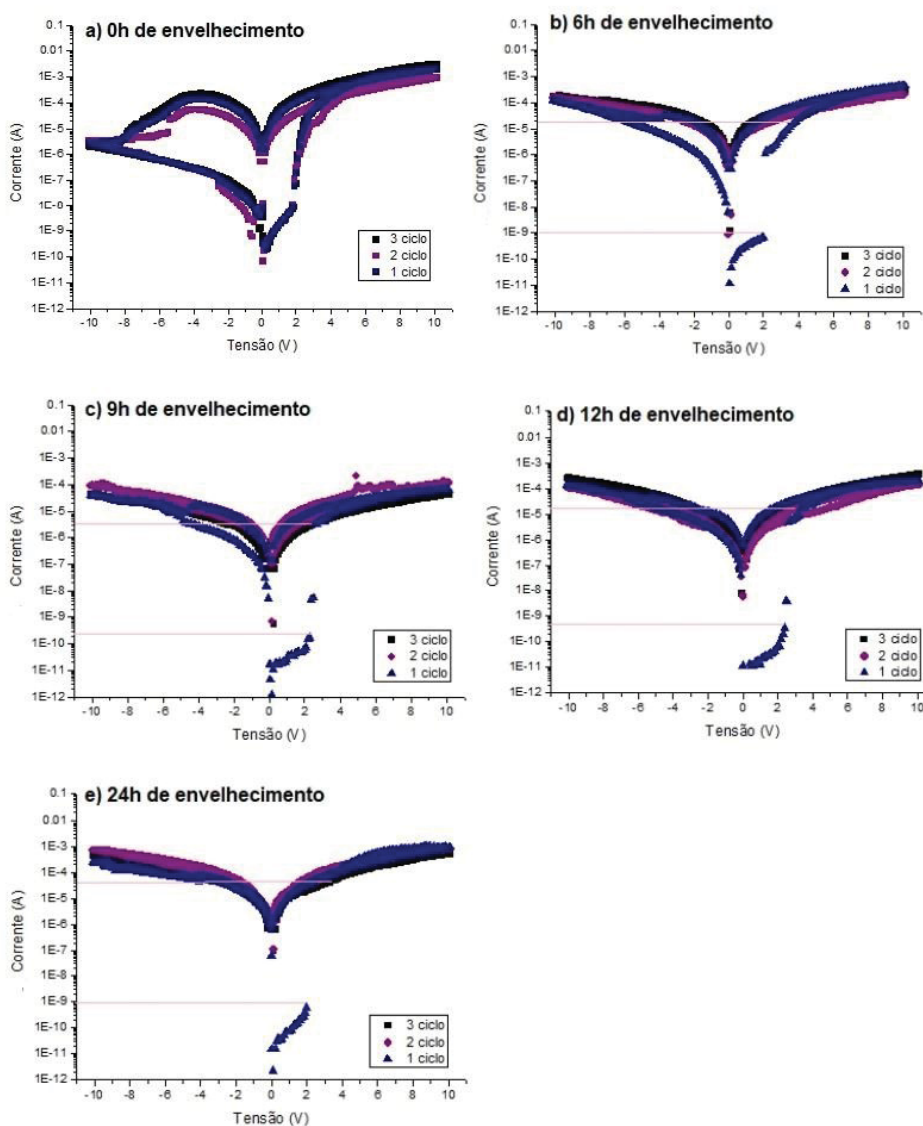 a) 0h de envelhecimento
0.1
0.01
1E-3
1E-4
1E-5
1E-6
1E-7
1E-8
1E-9
1E-10
1E-11
1E-12
Corrente (A)
3 ciclo
2 ciclo
1 ciclo
-10 -8 -6 -4 -2 0 2 4 6 8 10
Tensão (V)
b) 6h de envelhecimento
0.1
0.01
1E-3
1E-4
1E-5
1E-6
1E-7
1E-8
1E-9
1E-10
1E-11
1E-12
Corrente (A)
3 ciclo
2 ciclo
1 ciclo
-10 -8 -6 -4 -2 0 2 4 6 8 10
Tensão (V)
c) 9h de envelhecimento
0.1
0.01
1E-3
1E-4
1E-5
1E-6
1E-7
1E-8
1E-9
1E-10
1E-11
1E-12
Corrente (A)
3 ciclo
2 ciclo
1 ciclo
-10 -8 -6 -4 -2 0 2 4 6 8 10
Tensão (V)
d) 12h de envelhecimento
0.1
0.01
1E-3
1E-4
1E-5
1E-6
1E-7
1E-8
1E-9
1E-10
1E-11
1E-12
Corrente (A)
3 ciclo
2 ciclo
1 ciclo
-10 -8 -6 -4 -2 0 2 4 6 8 10
Tensão (V)
e) 24h de envelhecimento
0.1
0.01
1E-3
1E-4
1E-5
1E-6
1E-7
1E-8
1E-9
1E-10
1E-11
1E-12
Corrente (A)
3 ciclo
2 ciclo
1 ciclo
-10 -8 -6 -4 -2 0 2 4 6 8 10
Tensão (V)